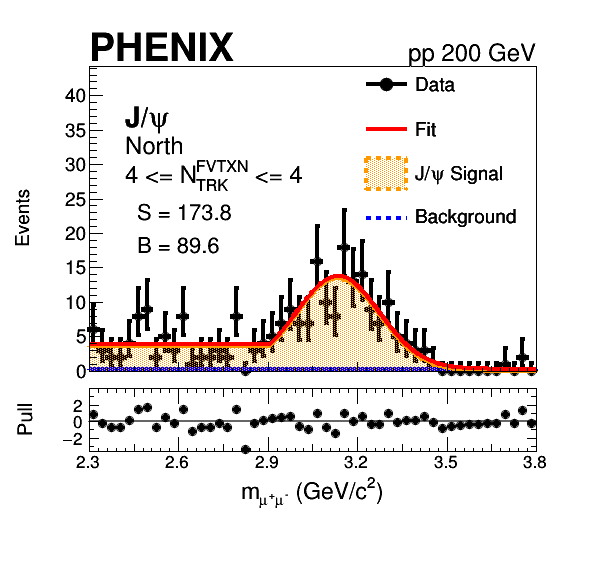 PHENIX pp 200 GeV
Data
40
J/ψ
35
Fit
North
30
4 <= N^FVTXN_TRK <= 4
J/ψ Signal
25
S = 173.8
Background
Events
20
B = 89.6
15
10
5
0
Pull
2
0
−2
2.3 2.6 2.9 3.2 3.5 3.8
m_μ⁺μ⁻ (GeV/c²)